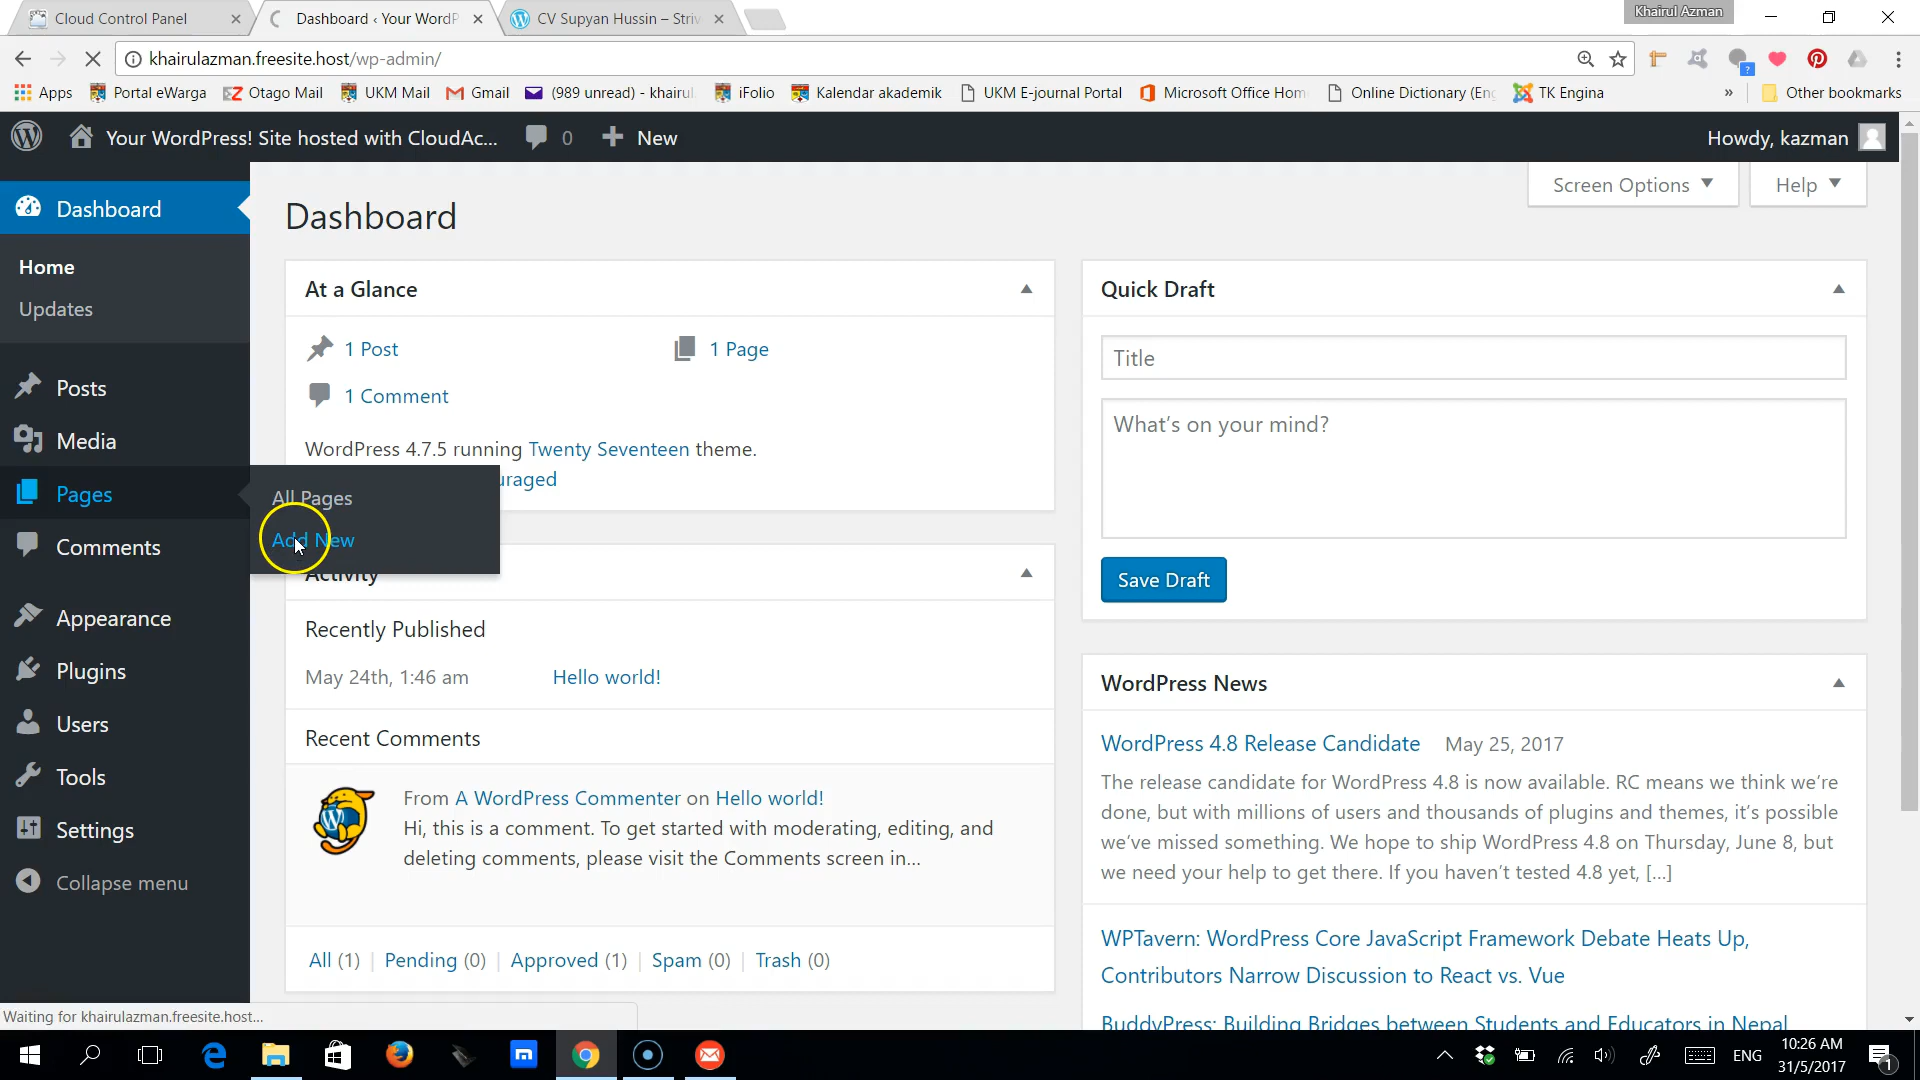 Cloud Control Panel
Dashboard ‹ Your WordP
CV Supyan Hussin – Striv
Khairul Azman
khairulazman.freesite.host/wp-admin/
Apps
Portal eWarga
Otago Mail
UKM Mail
Gmail
(989 unread) - khairul.
iFolio
Kalendar akademik
UKM E-journal Portal
Microsoft Office Hom
Online Dictionary (Eng
TK Engina
»
Other bookmarks
Your WordPress! Site hosted with CloudAc...
0
New
Howdy, kazman
Screen Options
Help
Dashboard
Home
Updates
Posts
Media
Pages
Comments
Appearance
Plugins
Users
Tools
Settings
Collapse menu
All Pages
Add New
Dashboard
At a Glance
1 Post
1 Page
1 Comment
WordPress 4.7.5 running Twenty Seventeen theme.
uraged
Activity
Recently Published
May 24th, 1:46 am
Hello world!
Recent Comments
From A WordPress Commenter on Hello world!
Hi, this is a comment. To get started with moderating, editing, and
deleting comments, please visit the Comments screen in...
All (1) | Pending (0) | Approved (1) | Spam (0) | Trash (0)
Quick Draft
Title
What's on your mind?
Save Draft
WordPress News
WordPress 4.8 Release Candidate May 25, 2017
The release candidate for WordPress 4.8 is now available. RC means we think we're
done, but with millions of users and thousands of plugins and themes, it's possible
we've missed something. We hope to ship WordPress 4.8 on Thursday, June 8, but
we need your help to get there. If you haven't tested 4.8 yet, [...]
WPTavern: WordPress Core JavaScript Framework Debate Heats Up,
Contributors Narrow Discussion to React vs. Vue
BuddyPress: Building Bridges between Students and Educators in Nepal
Waiting for khairulazman.freesite.host...
ENG
10:26 AM
31/5/2017
1